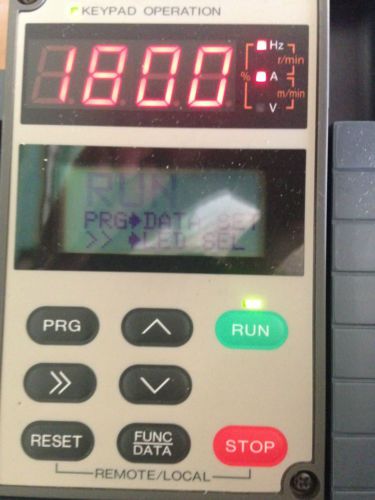 KEYPAD OPERATION
1800
Hz
r/min
% A
m/min
V
RUN
PRG➡DATA SET
>> ➡LED SEL
PRG
RUN
>>
RESET
FUNC
DATA
STOP
REMOTE/LOCAL